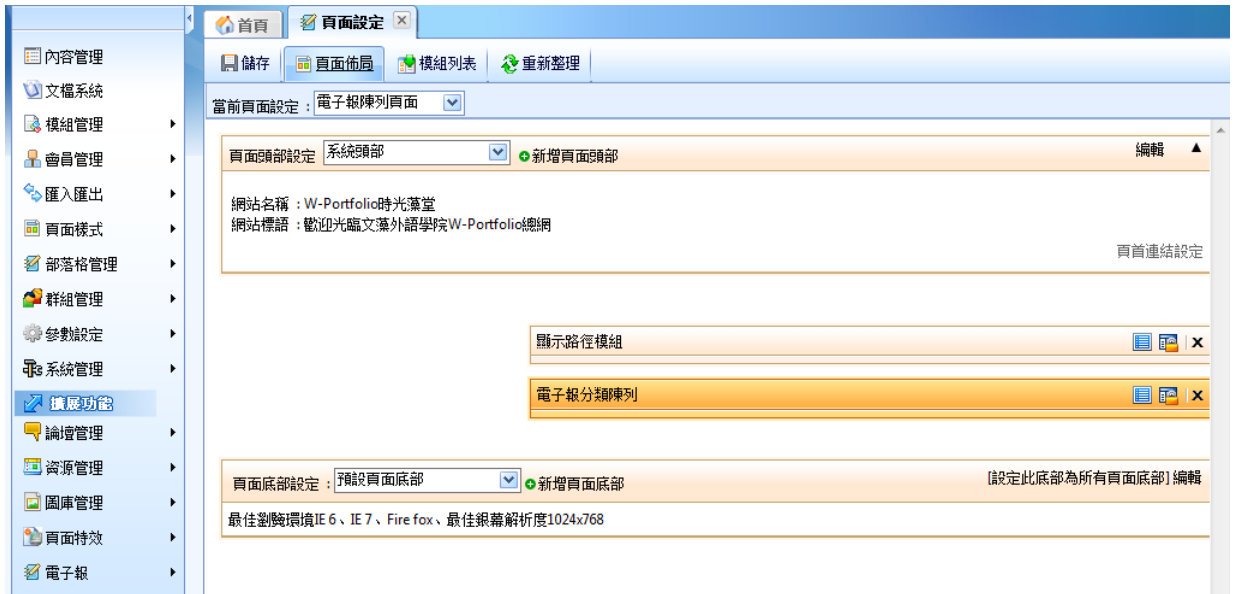 首頁
頁面設定
儲存
頁面佈局
模組列表
重新整理
當前頁面設定：電子報陳列頁面
內容管理
文檔系統
模組管理
會員管理
匯入匯出
頁面樣式
部落格管理
群組管理
參數設定
系統管理
擴展功能
論壇管理
資源管理
圖庫管理
頁面特效
電子報
頁面頭部設定 系統頭部 新增頁面頭部 編輯 ▲
網站名稱：W-Portfolio時光藻堂
網站標語：歡迎光臨文藻外語學院W-Portfolio總網
頁首連結設定
顯示路徑模組
電子報分類陳列
頁面底部設定：預設頁面底部 新增頁面底部 [設定此底部為所有頁面底部] 編輯
最佳瀏覽環境IE 6、IE 7、Fire fox、最佳銀幕解析度1024x768